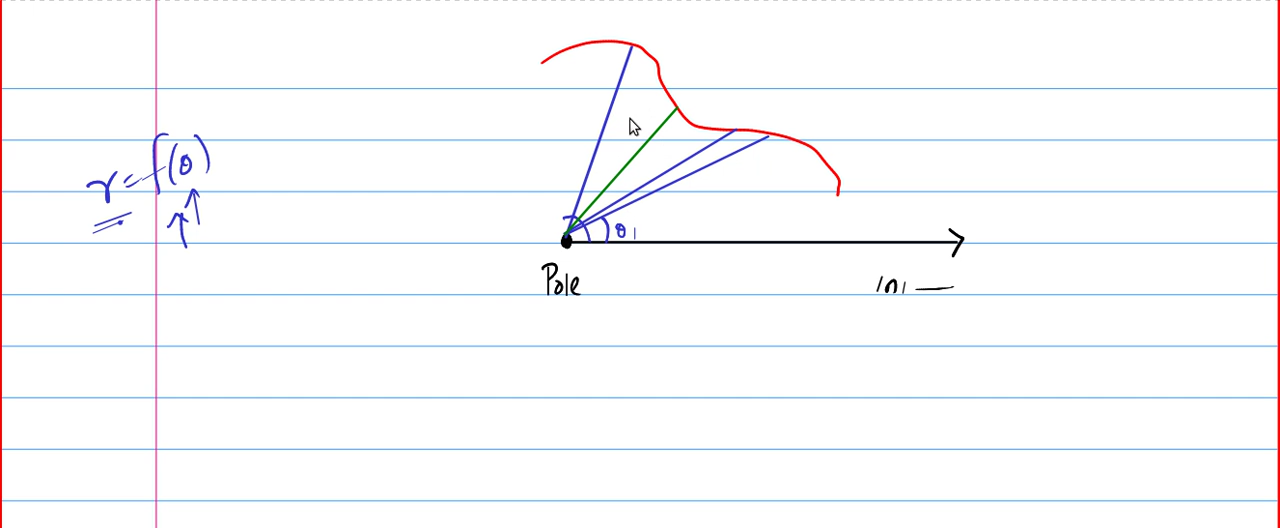 r = f(θ)
θ1
Pole